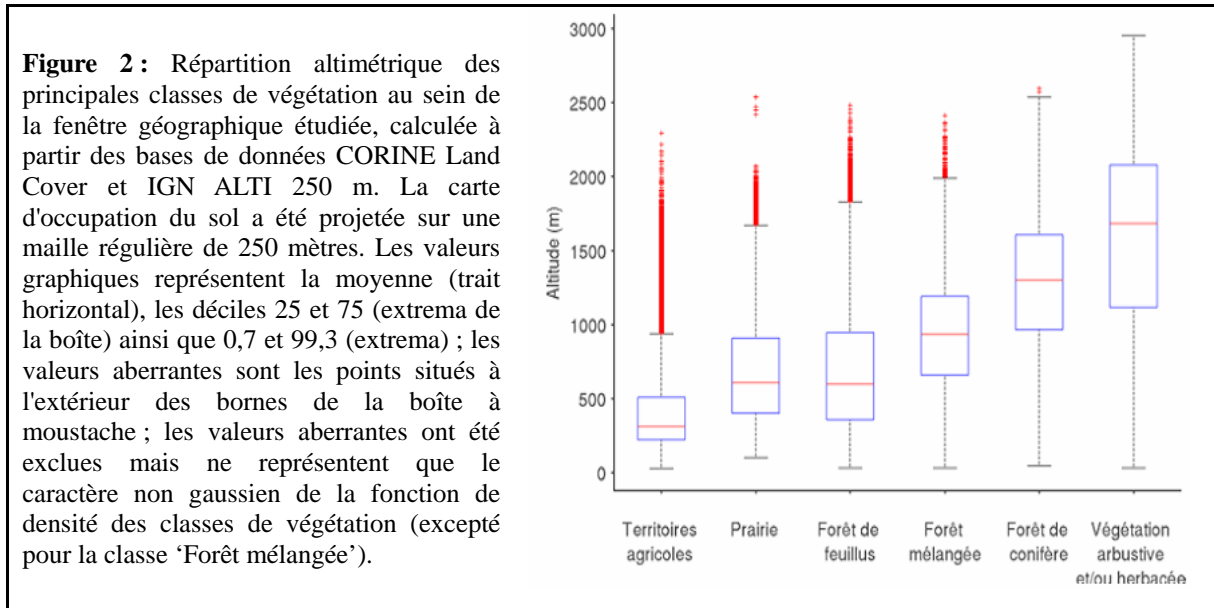 Figure 2 : Répartition altimétrique des
principales classes de végétation au sein de
la fenêtre géographique étudiée, calculée à
partir des bases de données CORINE Land
Cover et IGN ALTI 250 m. La carte
d'occupation du sol a été projetée sur une
maille régulière de 250 mètres. Les valeurs
graphiques représentent la moyenne (trait
horizontal), les déciles 25 et 75 (extrema de
la boîte) ainsi que 0,7 et 99,3 (extrema) ; les
valeurs aberrantes sont les points situés à
l'extérieur des bornes de la boîte à
moustache ; les valeurs aberrantes ont été
exclues mais ne représentent que le
caractère non gaussien de la fonction de
densité des classes de végétation (excepté
pour la classe ‘Forêt mélangée’).
Altitude (m)
3000
2500
2000
1500
1000
500
0
Territoires
agricoles
Prairie
Forêt de
feuillus
Forêt
mélangée
Forêt de
conifère
Végétation
arbustive
et/ou herbacée